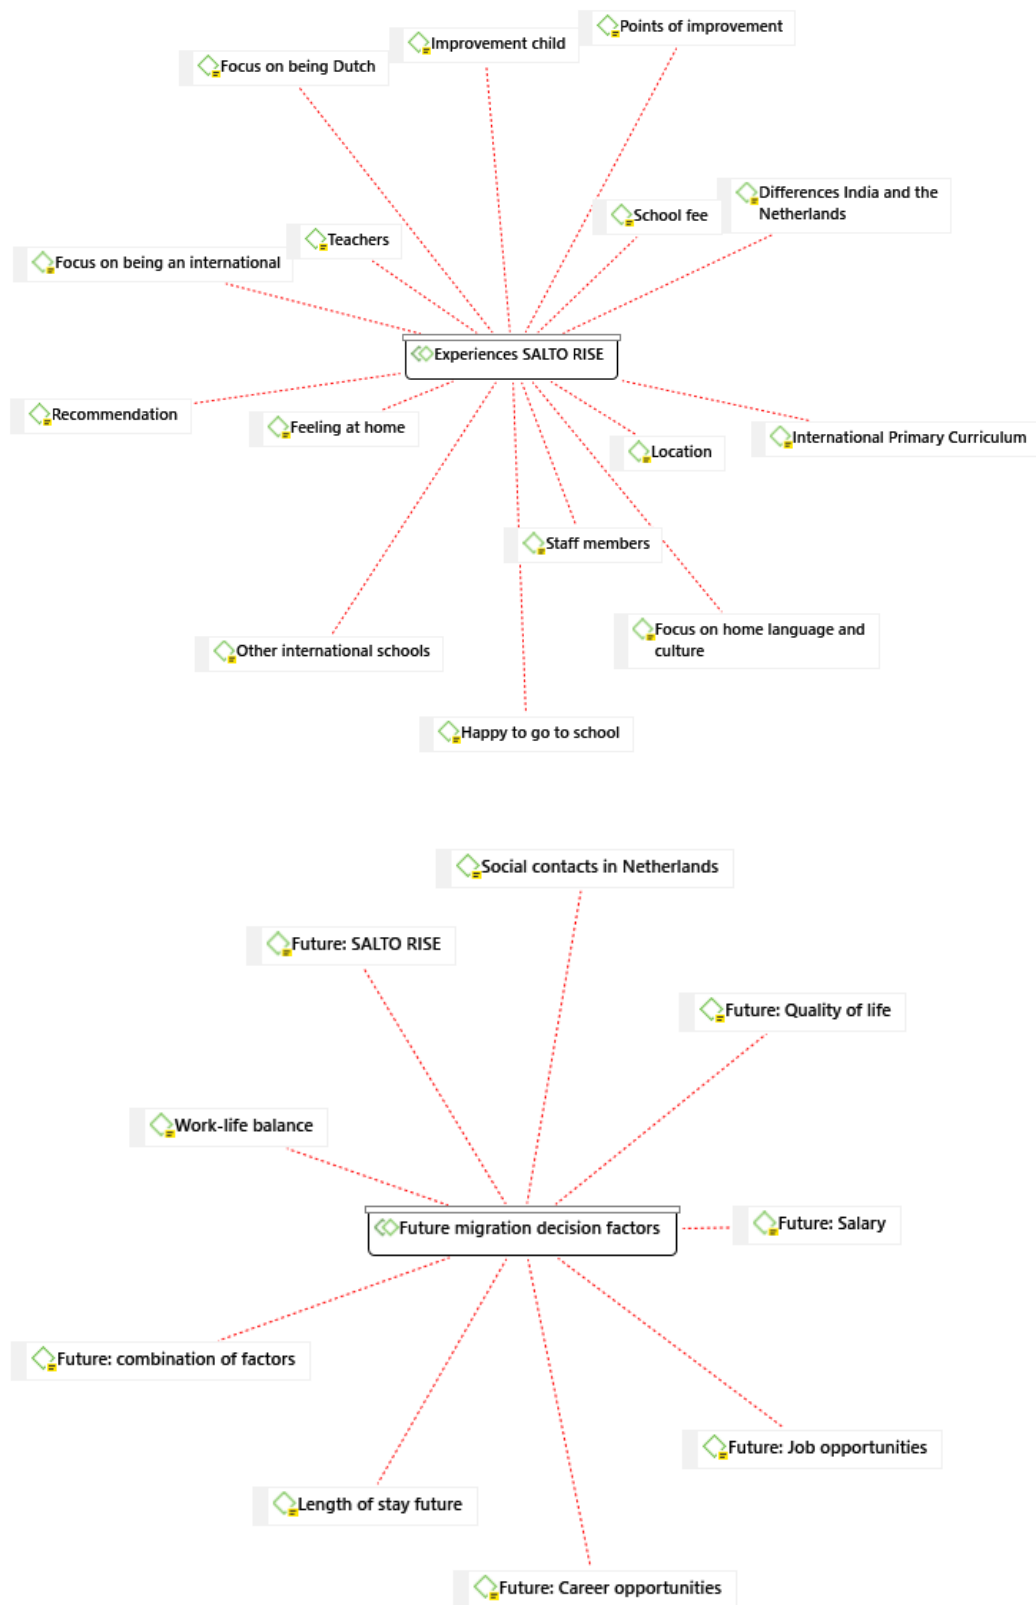 Points of improvement
Improvement child
Focus on being Dutch
Differences India and the
Netherlands
School fee
Teachers
Focus on being an international
Experiences SALTO RISE
Recommendation
Feeling at home
International Primary Curriculum
Location
Staff members
Focus on home language and
culture
Other international schools
Happy to go to school
Social contacts in Netherlands
Future: SALTO RISE
Future: Quality of life
Work-life balance
Future: Salary
Future migration decision factors
Future: combination of factors
Future: Job opportunities
Length of stay future
Future: Career opportunities